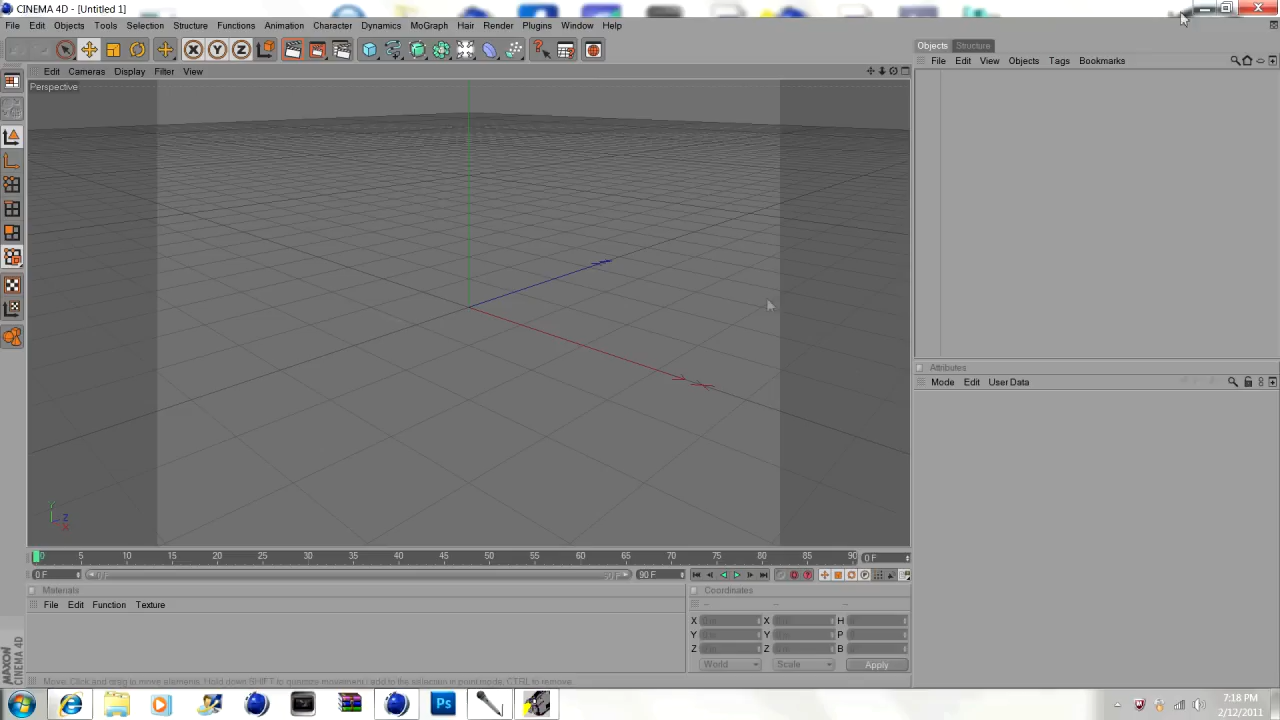 CINEMA 4D - [Untitled 1]
File Edit Objects Tools Selection Structure Functions Animation Character Dynamics MoGraph Hair Render Plugins Window Help
X Y Z
Objects Structure
Edit Cameras Display Filter View
File Edit View Objects Tags Bookmarks
Perspective
Attributes
Mode Edit User Data
Y
Z
X
0 5 10 15 20 25 30 35 40 45 50 55 60 65 70 75 80 85 90 0 F
0 F 90 F
Materials
Coordinates
File Edit Function Texture
X X H
Y Y P
Z Z B
World Scale Apply
MAXON
CINEMA 4D
Move. Click and drag to move elements. Hold down SHIFT to quantize movement / add to the selection in point mode, CTRL to remove.
Ps
7:18 PM
2/12/2011